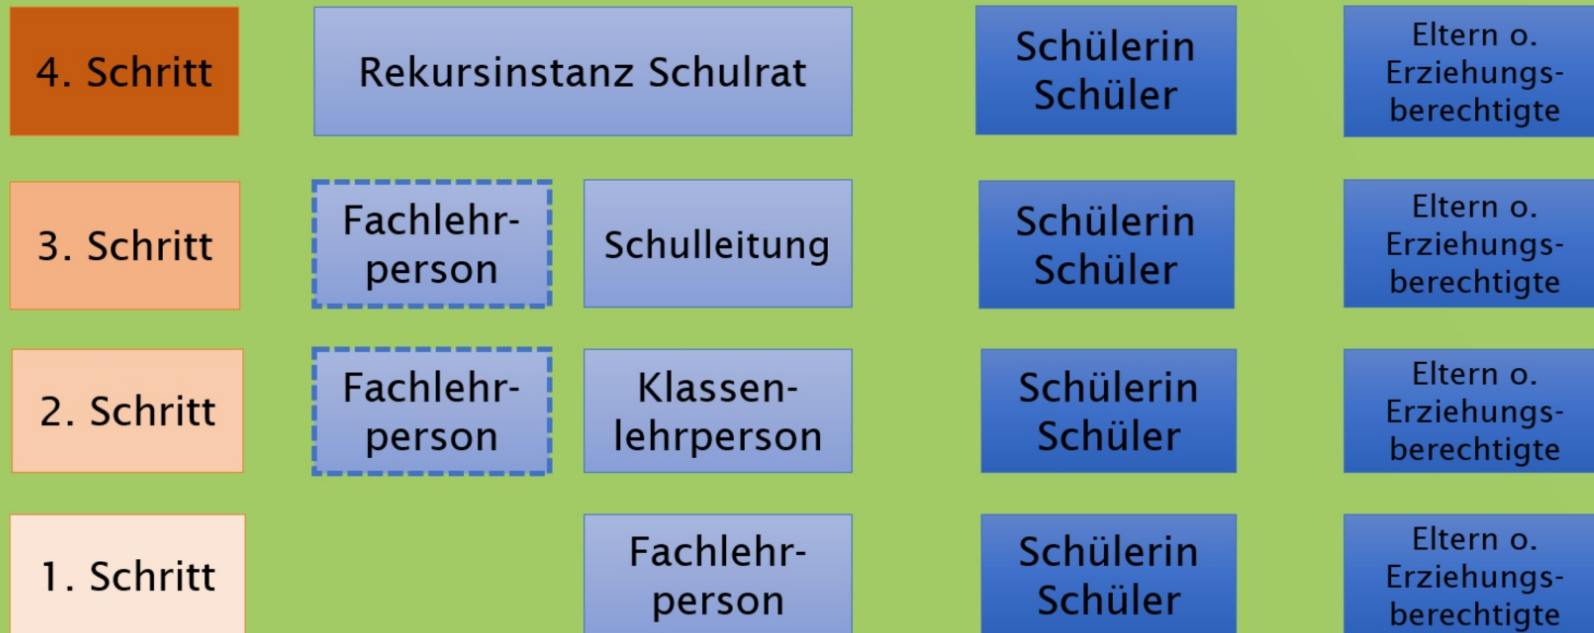 4. Schritt
Rekursinstanz Schulrat
Schülerin
Schüler
Eltern o.
Erziehungs-
berechtigte
3. Schritt
Fachlehr-
person
Schulleitung
Schülerin
Schüler
Eltern o.
Erziehungs-
berechtigte
2. Schritt
Fachlehr-
person
Klassen-
lehrperson
Schülerin
Schüler
Eltern o.
Erziehungs-
berechtigte
1. Schritt
Fachlehr-
person
Schülerin
Schüler
Eltern o.
Erziehungs-
berechtigte